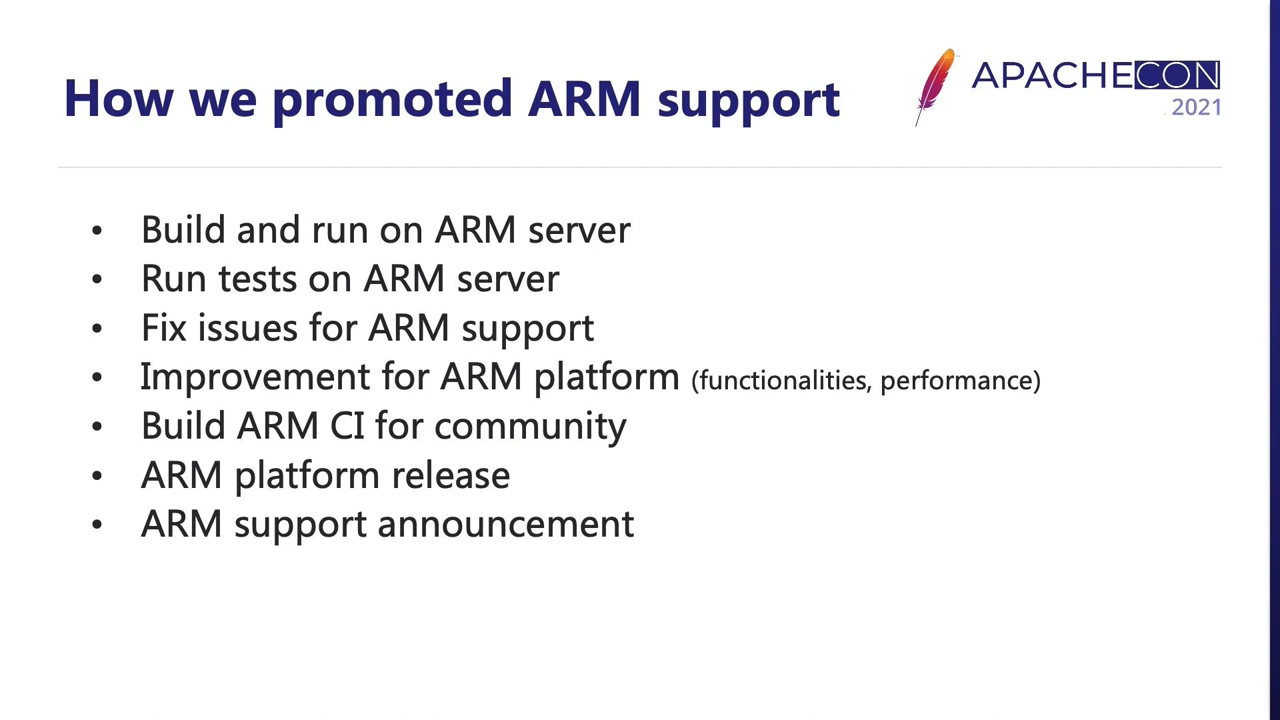 How we promoted ARM support
APACHECON
2021
• Build and run on ARM server
• Run tests on ARM server
• Fix issues for ARM support
• Improvement for ARM platform (functionalities, performance)
• Build ARM CI for community
• ARM platform release
• ARM support announcement